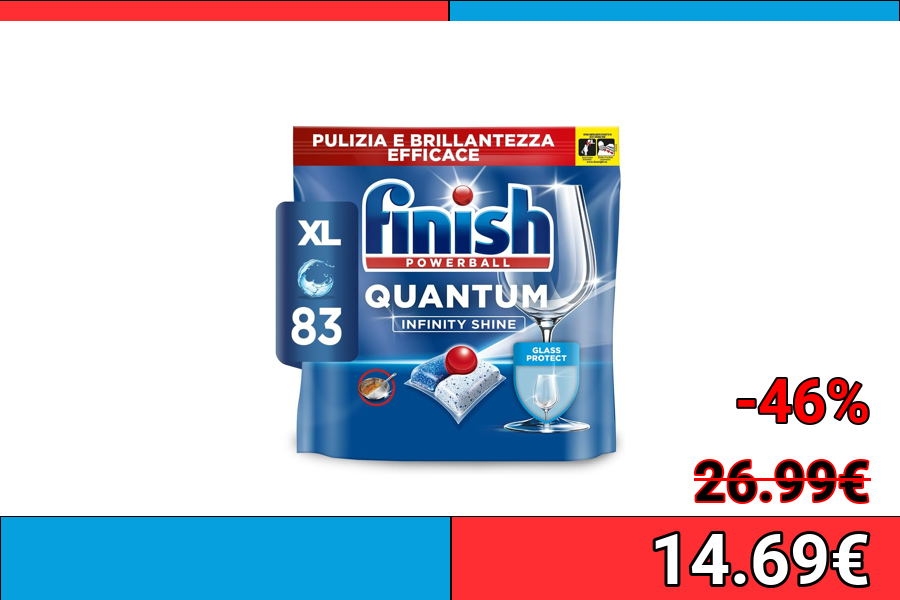 PULIZIA E BRILLANTEZZA
EFFICACE
XL
83
finish
POWERBALL
QUANTUM
INFINITY SHINE
GLASS
PROTECT
-46%
26.99€
14.69€